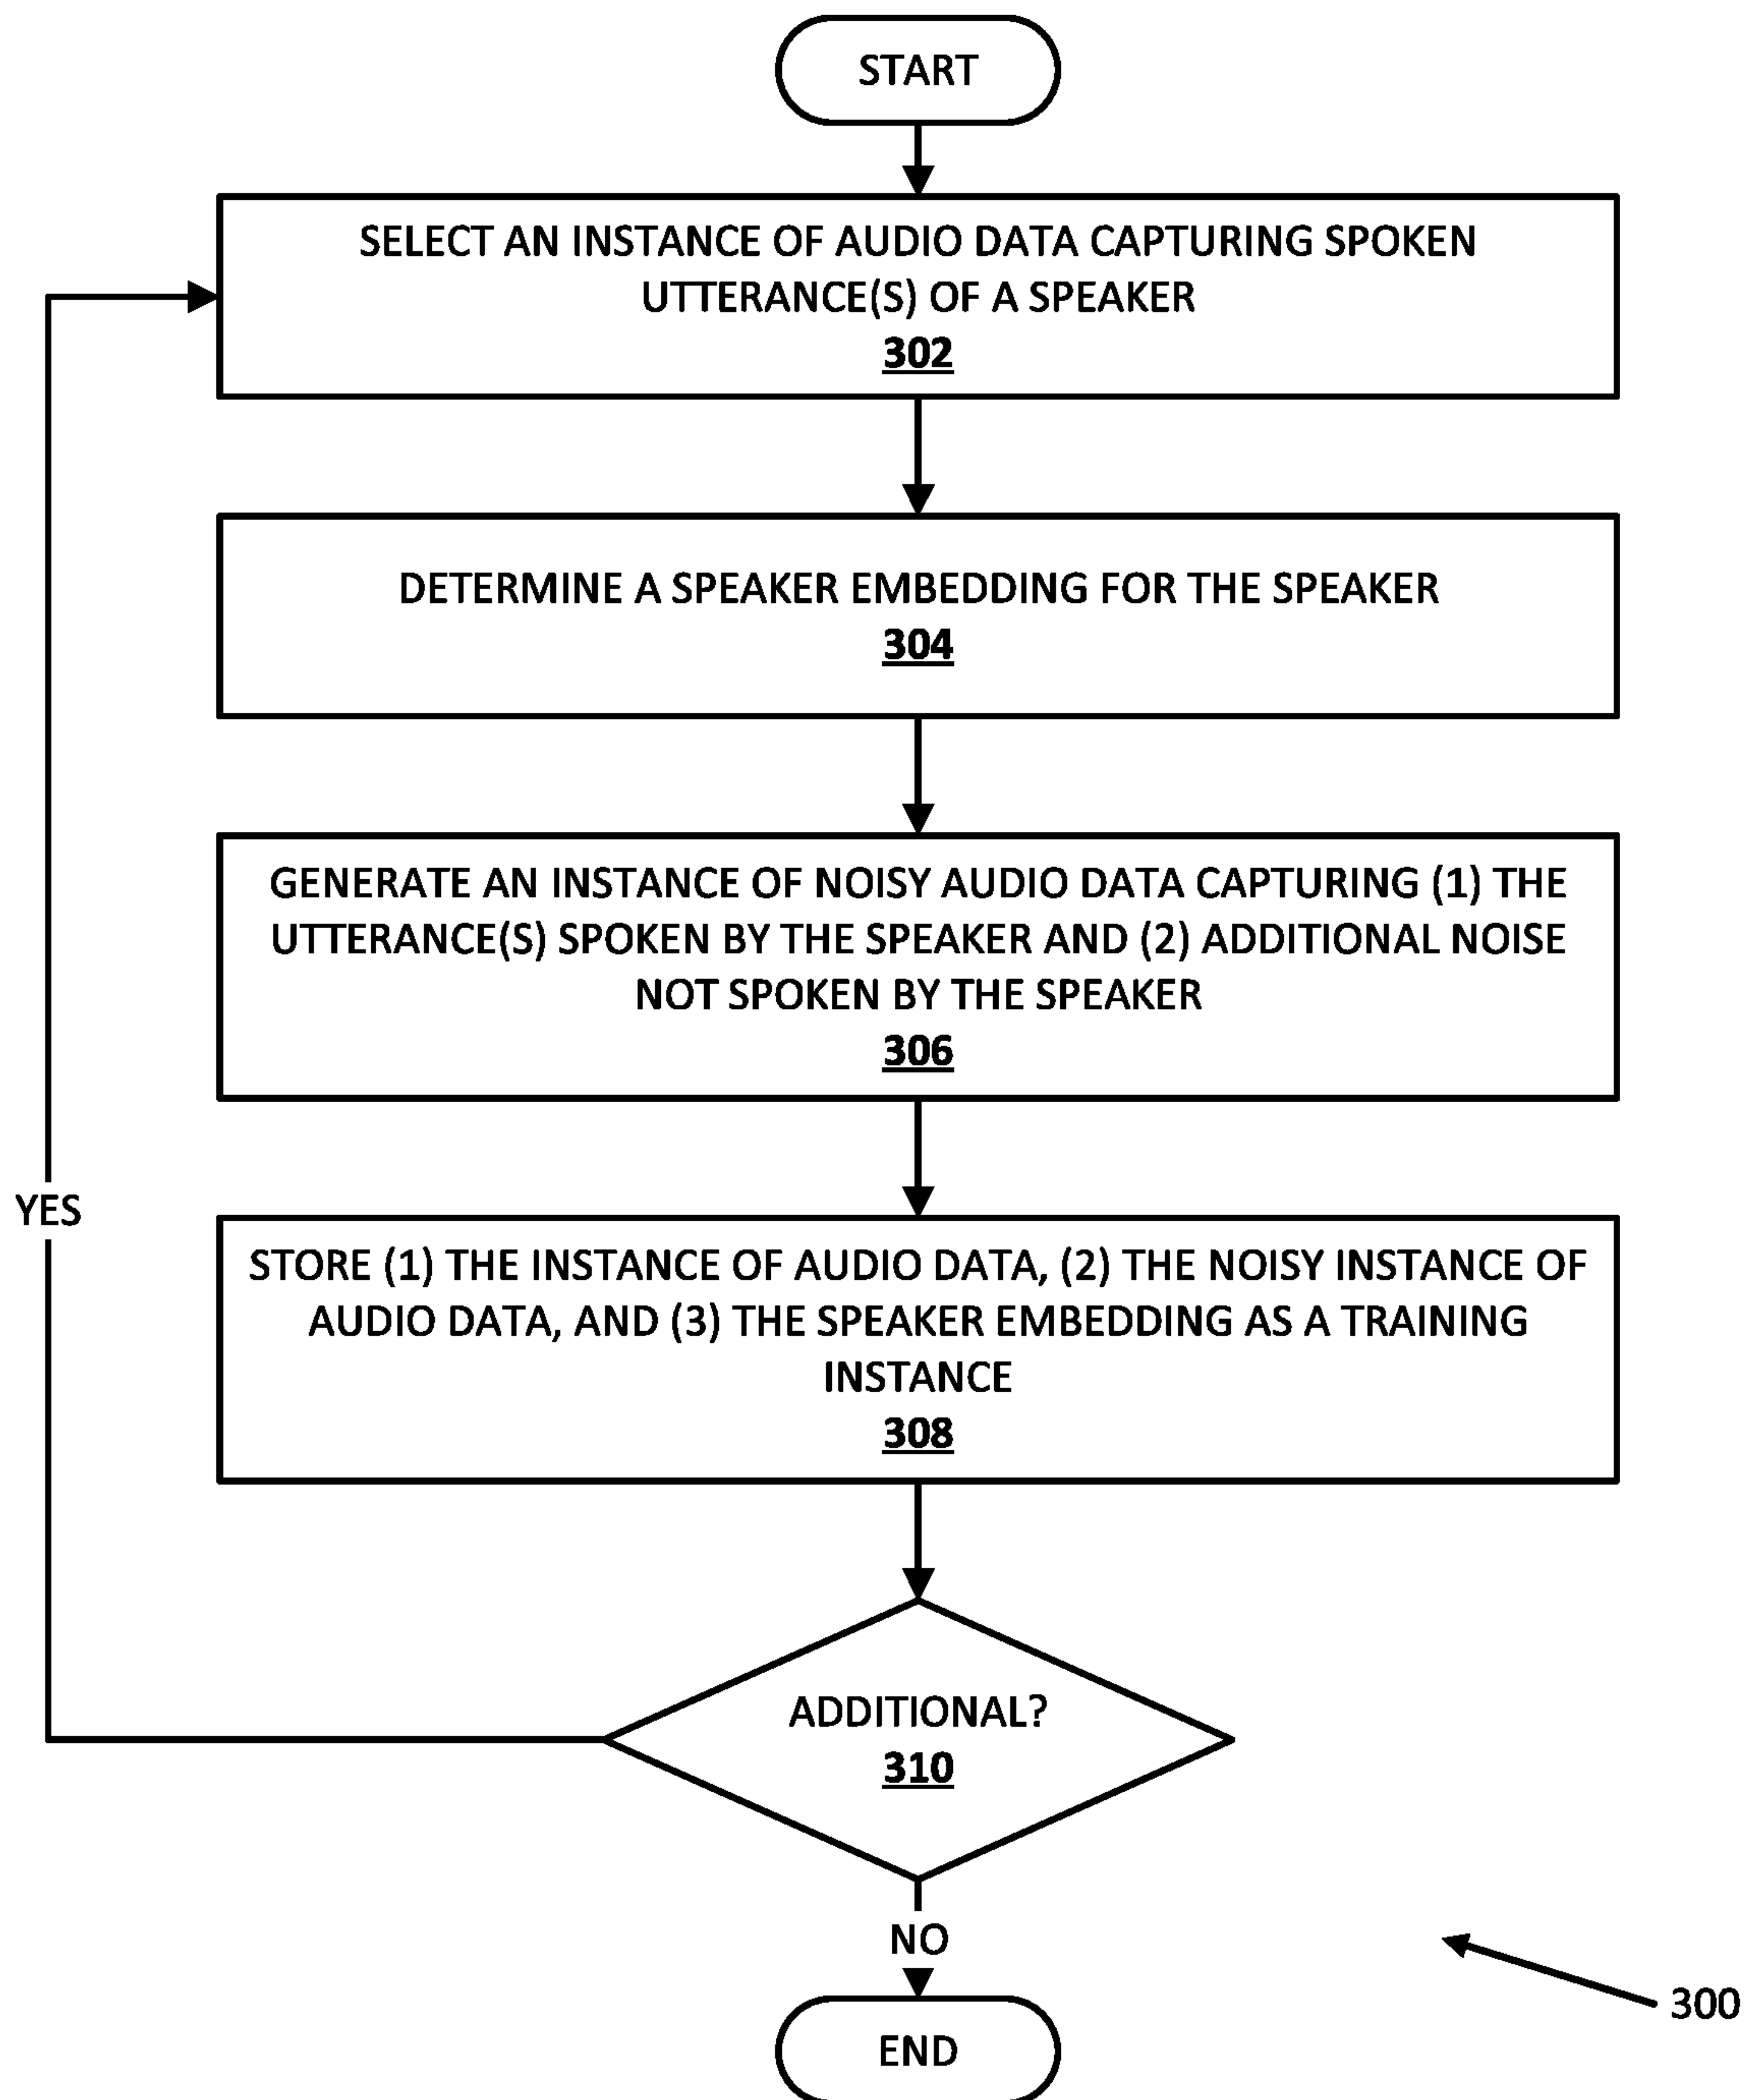 START
SELECT AN INSTANCE OF AUDIO DATA CAPTURING SPOKEN
UTTERANCE(S) OF A SPEAKER
302
DETERMINE A SPEAKER EMBEDDING FOR THE SPEAKER
304
GENERATE AN INSTANCE OF NOISY AUDIO DATA CAPTURING (1) THE
UTTERANCE(S) SPOKEN BY THE SPEAKER AND (2) ADDITIONAL NOISE
NOT SPOKEN BY THE SPEAKER
306
YES
STORE (1) THE INSTANCE OF AUDIO DATA, (2) THE NOISY INSTANCE OF
AUDIO DATA, AND (3) THE SPEAKER EMBEDDING AS A TRAINING
INSTANCE
308
ADDITIONAL?
310
NO
300
END